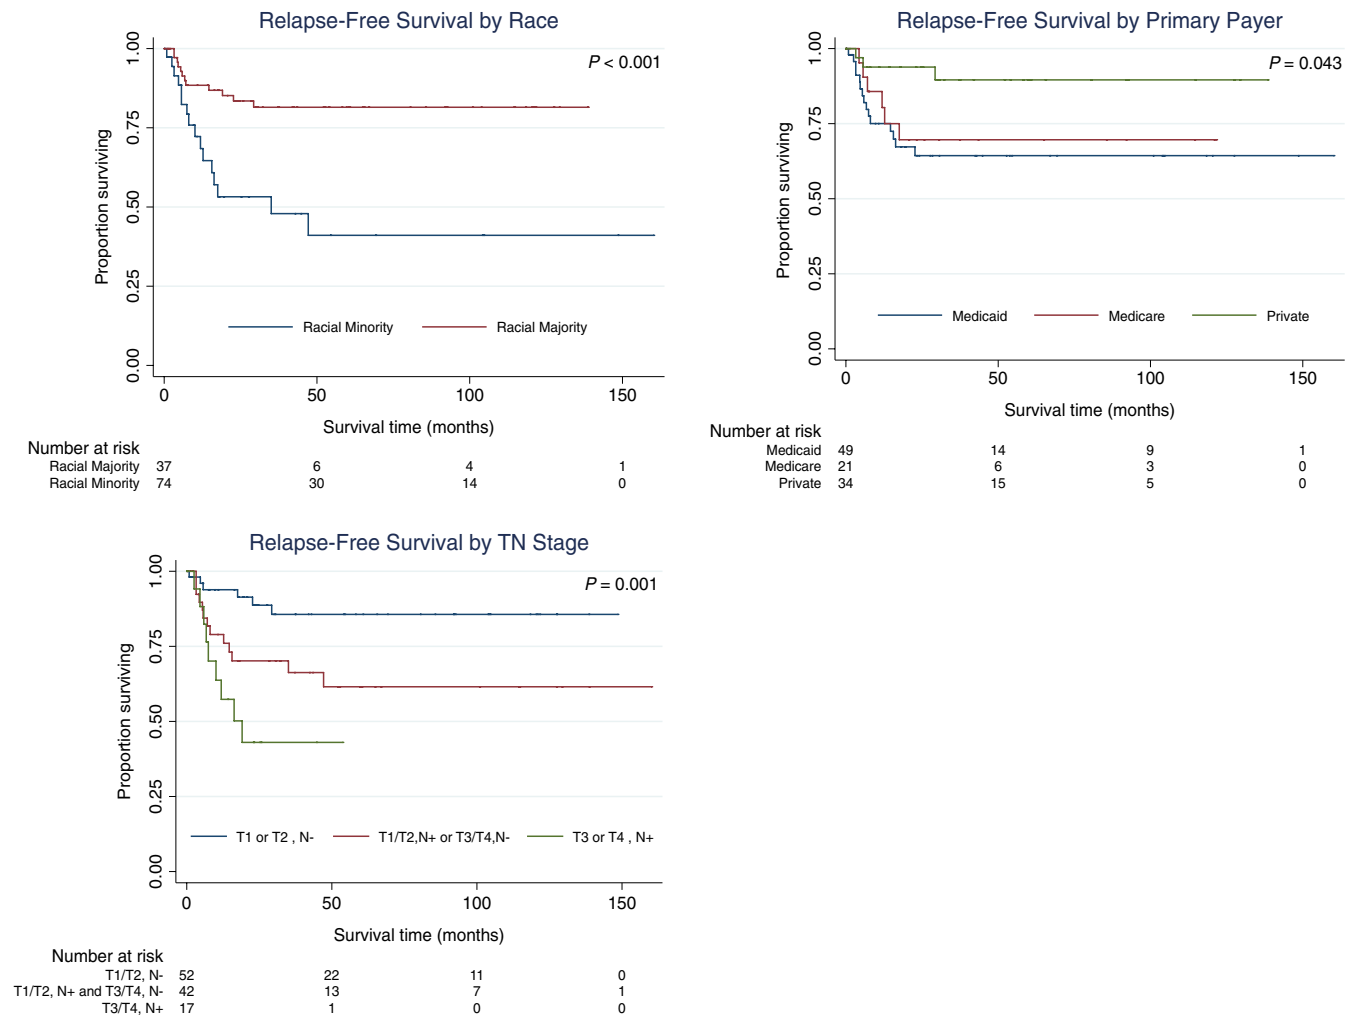 Relapse-Free Survival by Race
P < 0.001
Proportion surviving
1.00
0.75
0.50
0.25
0.00
Racial Minority Racial Majority
0 50 100 150
Survival time (months)
Number at risk
Racial Majority 37 6 4 1
Racial Minority 74 30 14 0
Relapse-Free Survival by Primary Payer
P = 0.043
Proportion surviving
1.00
0.75
0.50
0.25
0.00
Medicaid Medicare Private
0 50 100 150
Survival time (months)
Number at risk
Medicaid 49 14 9 1
Medicare 21 6 3 0
Private 34 15 5 0
Relapse-Free Survival by TN Stage
P = 0.001
Proportion surviving
1.00
0.75
0.50
0.25
0.00
T1 or T2 , N- T1/T2,N+ or T3/T4,N- T3 or T4 , N+
0 50 100 150
Survival time (months)
Number at risk
T1/T2, N- 52 22 11 0
T1/T2, N+ and T3/T4, N- 42 13 7 1
T3/T4, N+ 17 1 0 0